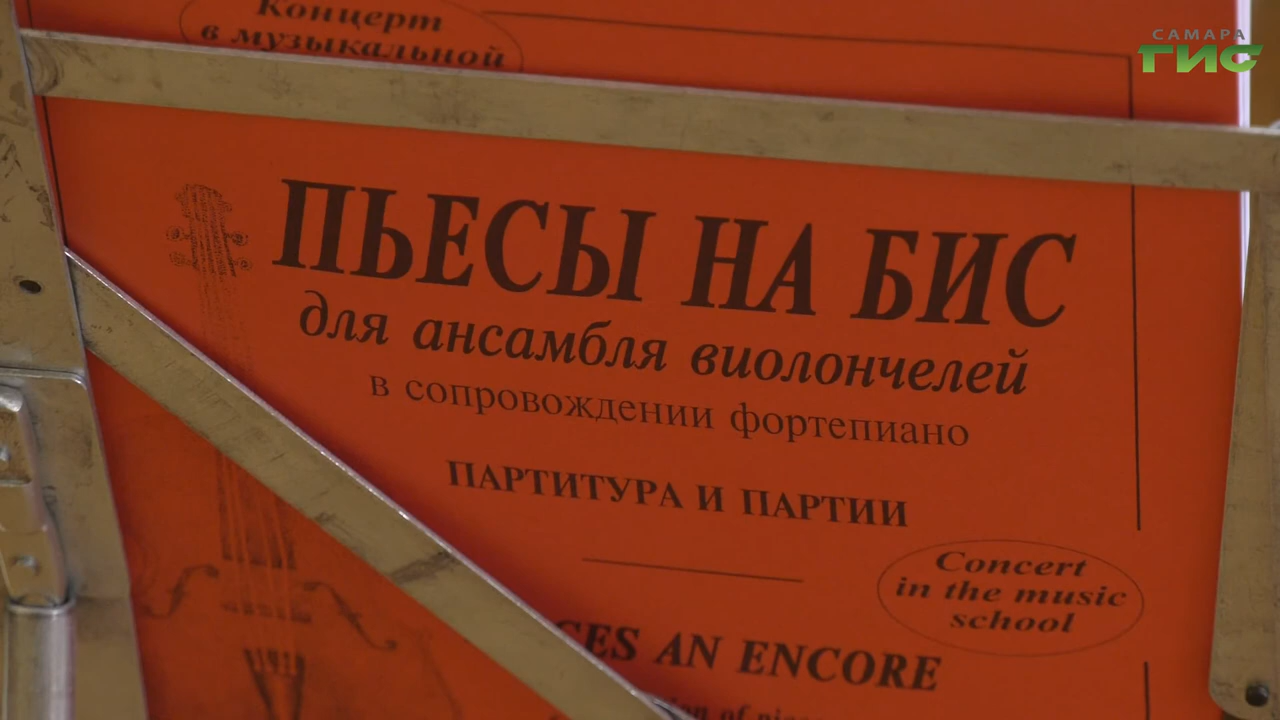 Концерт
в музыкальной
САМАРА
ГИС
ПЬЕСЫ НА БИС
для ансамбля виолончелей
в сопровождении фортепиано
ПАРТИТУРА И ПАРТИИ
Concert
in the music
school
AN ENCORE
of